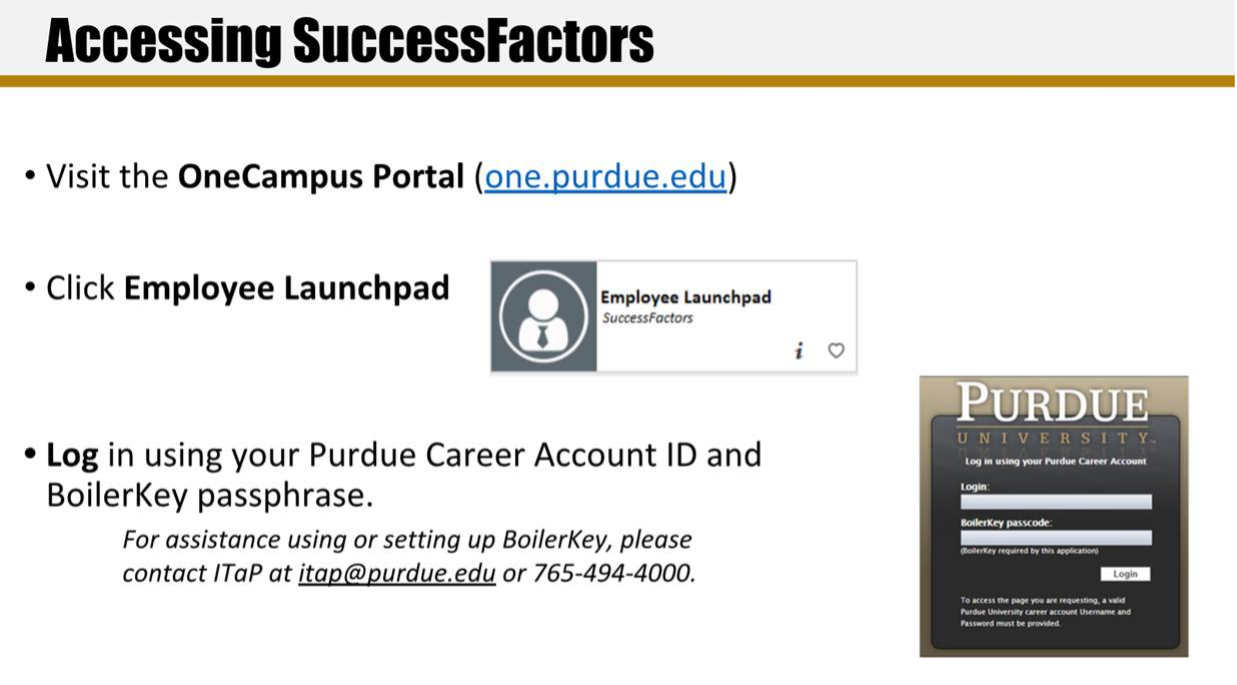 Accessing SuccessFactors
• Visit the OneCampus Portal (one.purdue.edu)
• Click Employee Launchpad
Employee Launchpad
SuccessFactors
i
• Log in using your Purdue Career Account ID and
BoilerKey passphrase.
For assistance using or setting up BoilerKey, please
contact ITaP at itap@purdue.edu or 765-494-4000.
PURDUE
UNIVERSITY™
Log in using your Purdue Career Account
Login:
BoilerKey passcode:
(BoilerKey required by this application)
Login
To access the page you are requesting, a valid
Purdue University career account Username and
Password must be provided.